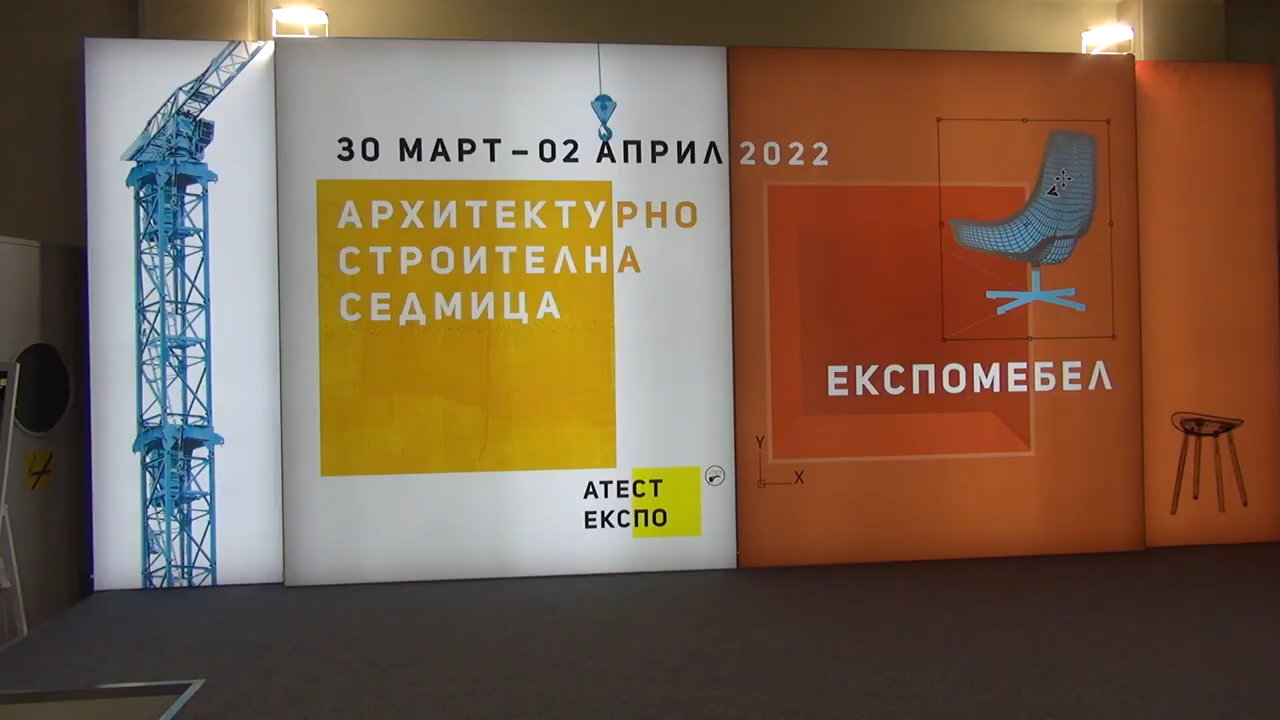 30 МАРТ – 02 АПРИЛ 2022
АРХИТЕКТУРНО
СТРОИТЕЛНА
СЕДМИЦА
АТЕСТ
ЕКСПО
ЕКСПОМЕБЕЛ
Y
X